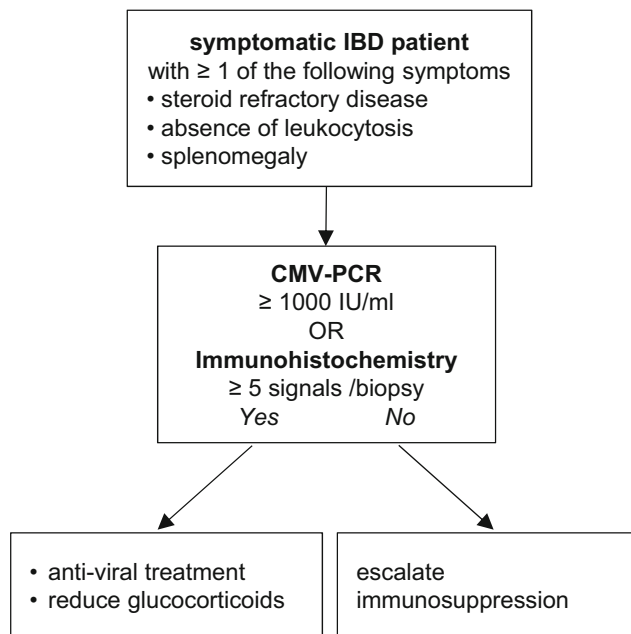 symptomatic IBD patient
with ≥ 1 of the following symptoms
• steroid refractory disease
• absence of leukocytosis
• splenomegaly
CMV-PCR
≥ 1000 IU/ml
OR
Immunohistochemistry
≥ 5 signals /biopsy
Yes No
• anti-viral treatment
• reduce glucocorticoids
escalate
immunosuppression